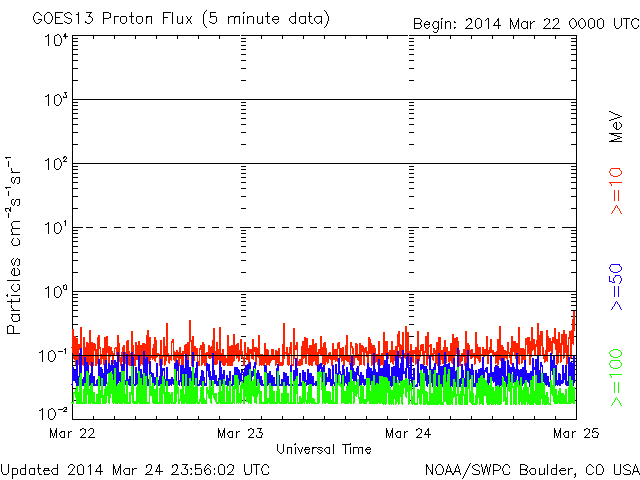 GOES13 Proton Flux (5 minute data)
Begin: 2014 Mar 22 0000 UTC
10⁴
10³
10²
10¹
10⁰
10⁻¹
10⁻²
Particles cm⁻²s⁻¹sr⁻¹
MeV
>=10
>=50
>=100
Mar 22
Mar 23
Mar 24
Mar 25
Universal Time
Updated 2014 Mar 24 23:56:02 UTC
NOAA/SWPC Boulder, CO USA